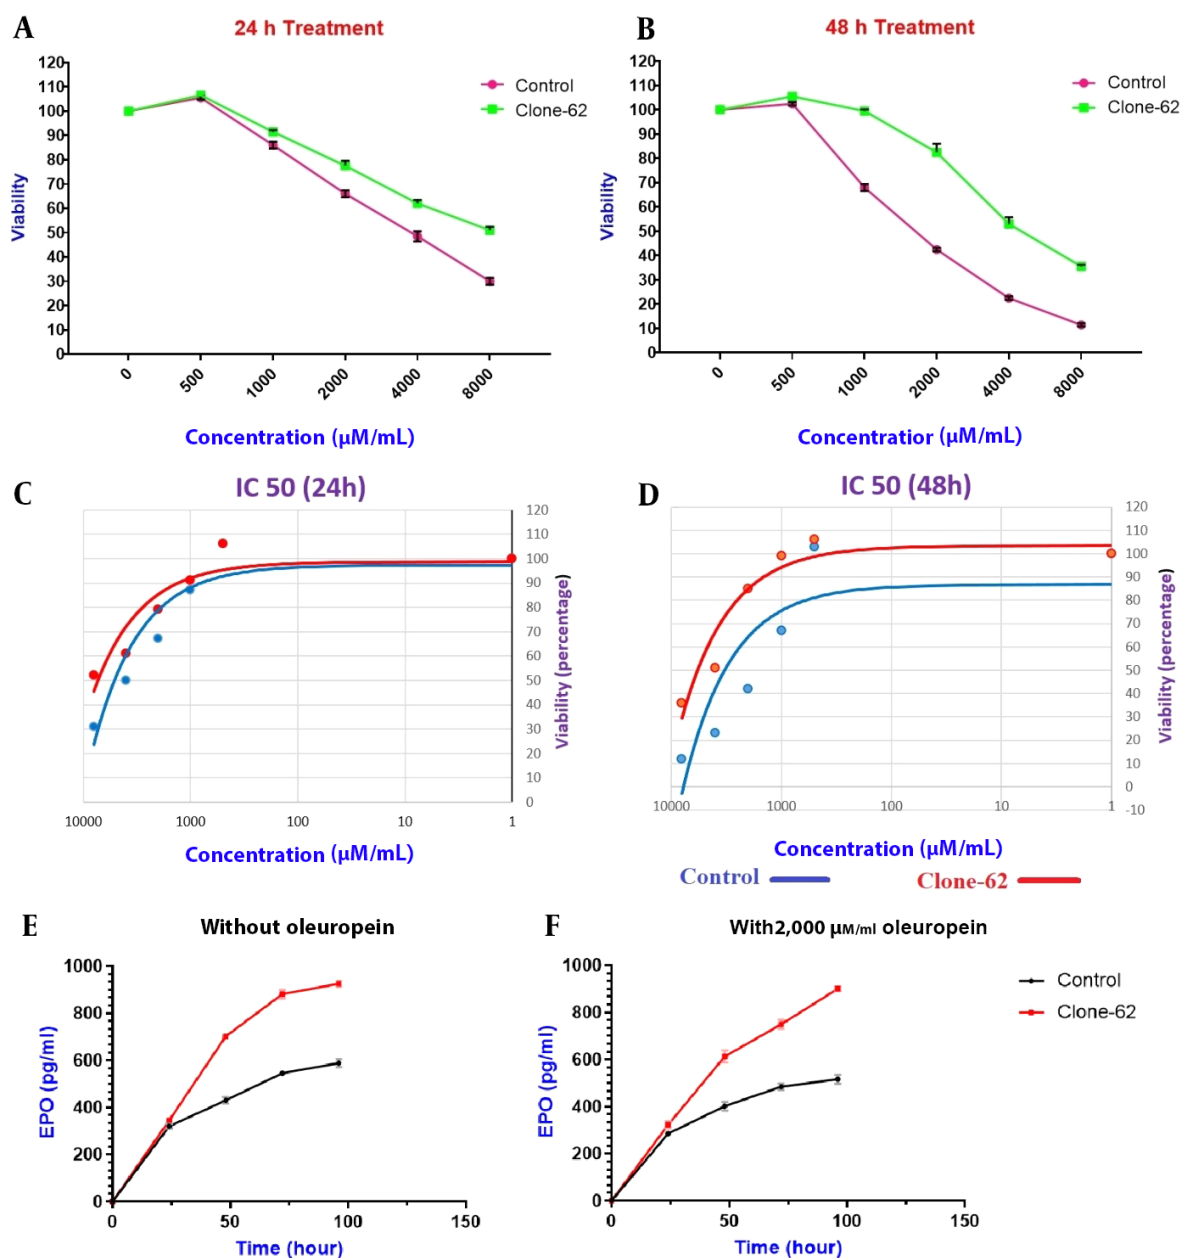 A
24 h Treatment
120
110
100
90
80
70
60
50
40
30
20
10
0
Viability
Control
Clone-62
0
500
1000
2000
4000
8000
Concentration (µM/mL)
B
48 h Treatment
120
110
100
90
80
70
60
50
40
30
20
10
0
Viability
Control
Clone-62
0
500
1000
2000
4000
8000
Concentratior (µM/mL)
C
IC 50 (24h)
120
110
100
90
80
70
60
50
40
30
20
10
0
Viability (percentage)
10000
1000
100
10
1
Concentration (µM/mL)
D
IC 50 (48h)
120
110
100
90
80
70
60
50
40
30
20
10
0
-10
Viability (percentage)
10000
1000
100
10
1
Concentration (µM/mL)
Control
Clone-62
E
Without oleuropein
1000
800
600
400
200
0
EPO (pg/ml)
0
50
100
150
Time (hour)
F
With2,000 µM/ml oleuropein
1000
800
600
400
200
0
EPO (pg/ml)
Control
Clone-62
0
50
100
150
Time (hour)